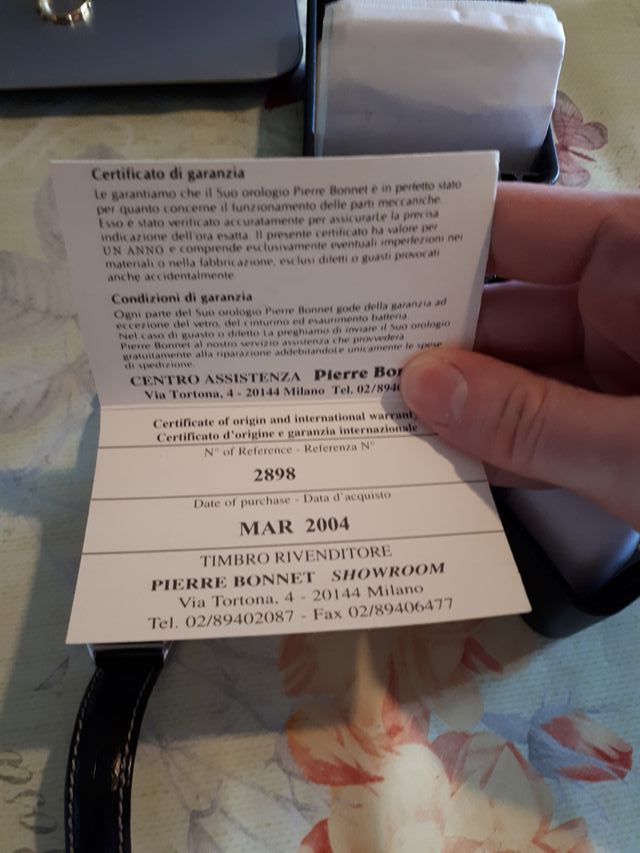 Certificato di garanzia
Le garantiamo che il Suo orologio Pierre Bonnet è in perfetto stato
per quanto concerne il funzionamento delle parti meccaniche.
Esso è stato verificato accuratamente per assicurarLe la precisa
indicazione dell'ora esatta. Il presente certificato ha valore per
UN ANNO e comprende esclusivamente eventuali imperfezioni nei
materiali o nella fabbricazione, esclusi difetti o guasti provocati
anche accidentalmente.
Condizioni di garanzia
Ogni parte del Suo orologio Pierre Bonnet gode della garanzia ad
eccezione del vetro, del cinturino ed esaurimento batteria.
Nel caso di guasto o difetto La preghiamo di inviare il Suo orologio
Pierre Bonnet al nostro servizio assistenza che provvederà
gratuitamente alla riparazione addebitandoLe unicamente le spese
di spedizione.
CENTRO ASSISTENZA Pierre Bon
Via Tortona, 4 - 20144 Milano Tel. 02/894
Certificate of origin and international warranty
Certificato d'origine e garanzia internazionale
N° of Reference - Referenza N°
2898
Date of purchase - Data d'acquisto
MAR 2004
TIMBRO RIVENDITORE
PIERRE BONNET SHOWROOM
Via Tortona, 4 - 20144 Milano
Tel. 02/89402087 - Fax 02/89406477